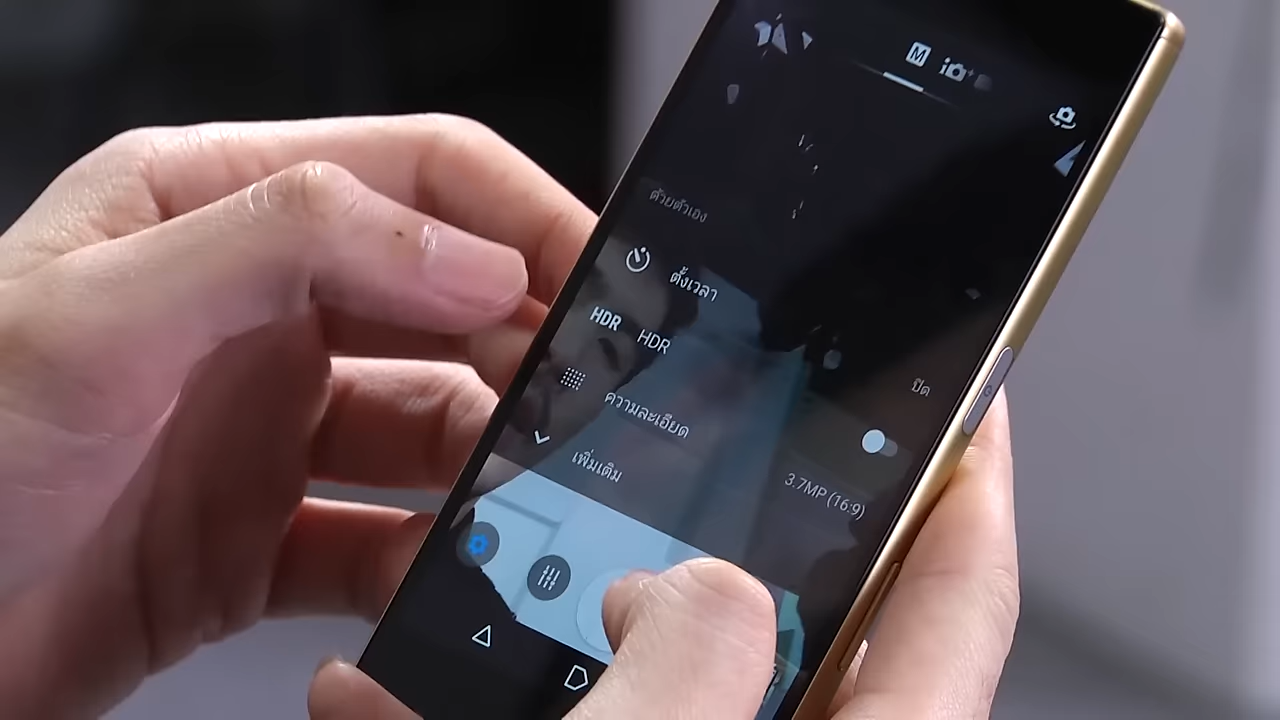 M
ด้วยตัวเอง
ตั้งเวลา
ปิด
HDR HDR
ความละเอียด
3.7MP (16:9)
เพิ่มเติม